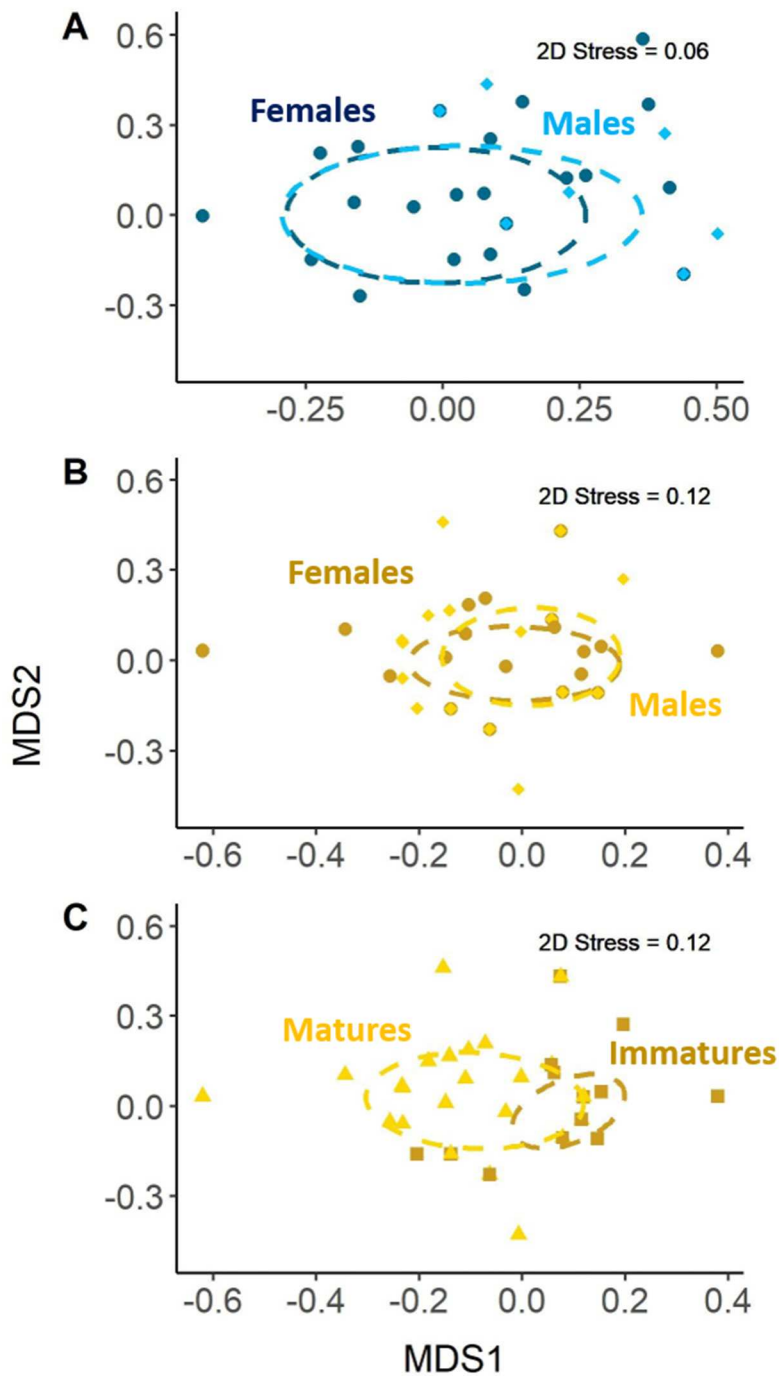 A
2D Stress = 0.06
Females
Males
0.6
0.3
0.0
-0.3
-0.25 0.00 0.25 0.50
B
2D Stress = 0.12
Females
Males
0.6
0.3
0.0
-0.3
-0.6 -0.4 -0.2 0.0 0.2 0.4
MDS2
C
2D Stress = 0.12
Matures
Immatures
0.6
0.3
0.0
-0.3
-0.6 -0.4 -0.2 0.0 0.2 0.4
MDS1